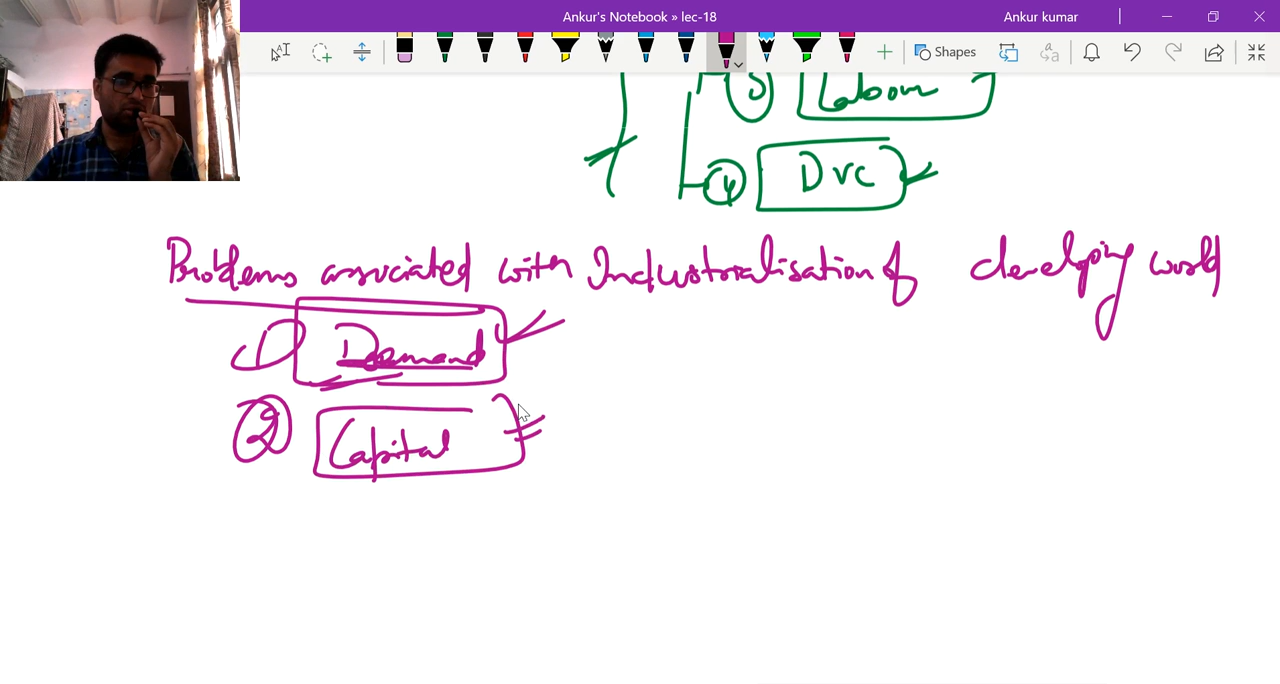 Ankur's Notebook » lec-18
Ankur kumar
Shapes
3 Labour
4 DVC
Problems associated with Industrialisation of developing world
1 Demand
2 Capital